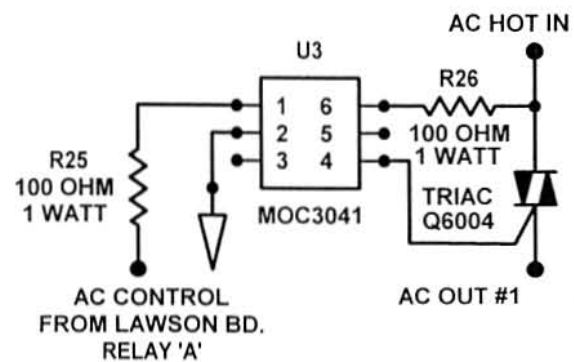 AC HOT IN
U3
R26
1 6
2 5
3 4
100 OHM
1 WATT
R25
100 OHM
1 WATT
MOC3041
TRIAC
Q6004
AC CONTROL
FROM LAWSON BD.
RELAY 'A'
AC OUT #1